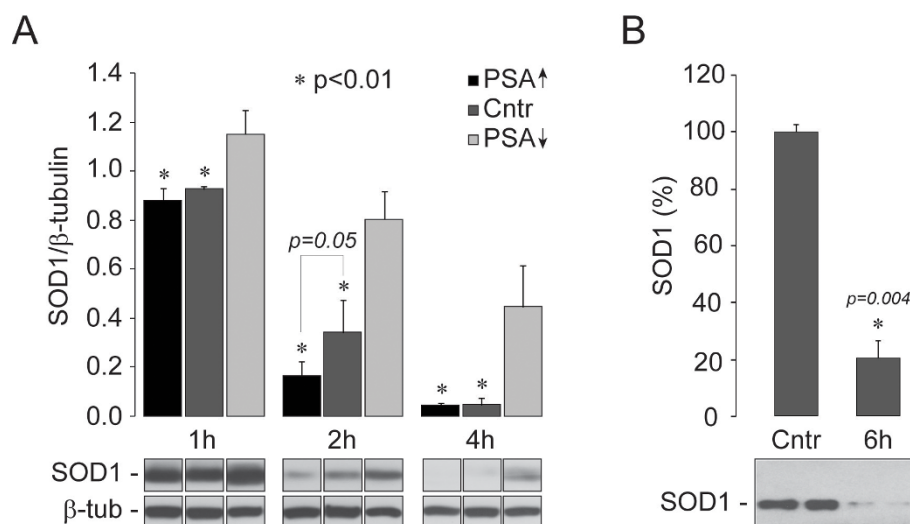 A
B
1.4
1.2
1.0
0.8
0.6
0.4
0.2
0.0
SOD1/β-tubulin
* p<0.01
PSA↑
Cntr
PSA↓
* *
p=0.05
*
*
* *
1h 2h 4h
SOD1 -
β-tub -
120
100
80
60
40
20
0
SOD1 (%)
p=0.004
*
Cntr 6h
SOD1 -